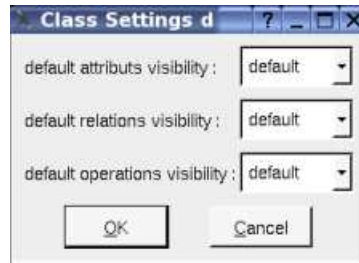 Class Settings d ? _ X
default attributs visibility : default
default relations visibility : default
default operations visibility : default
OK Cancel